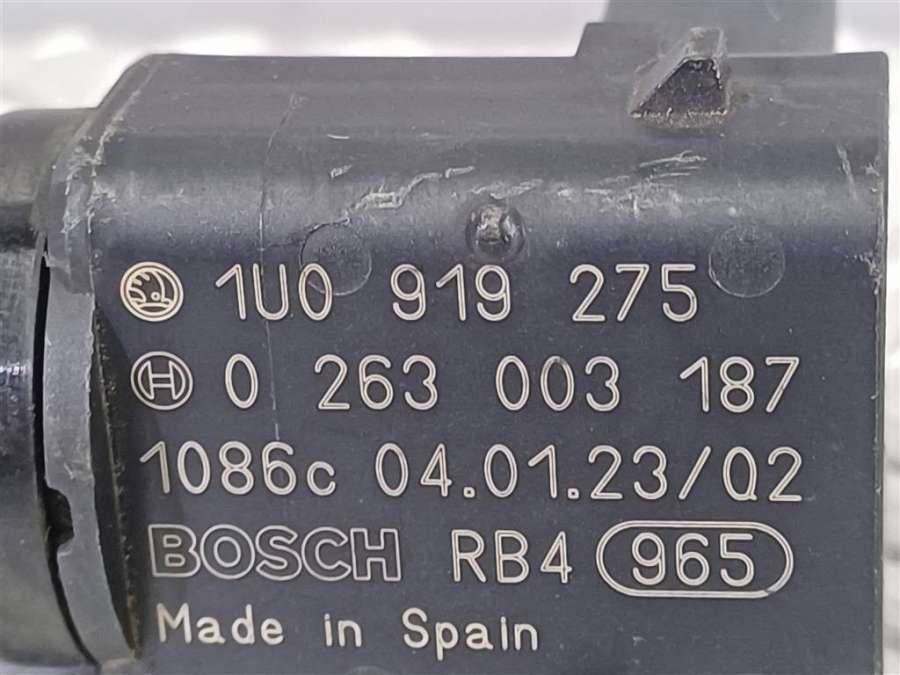 1U0 919 275
0 263 003 187
1086c 04.01.23/Q2
BOSCH RB4 965
Made in Spain